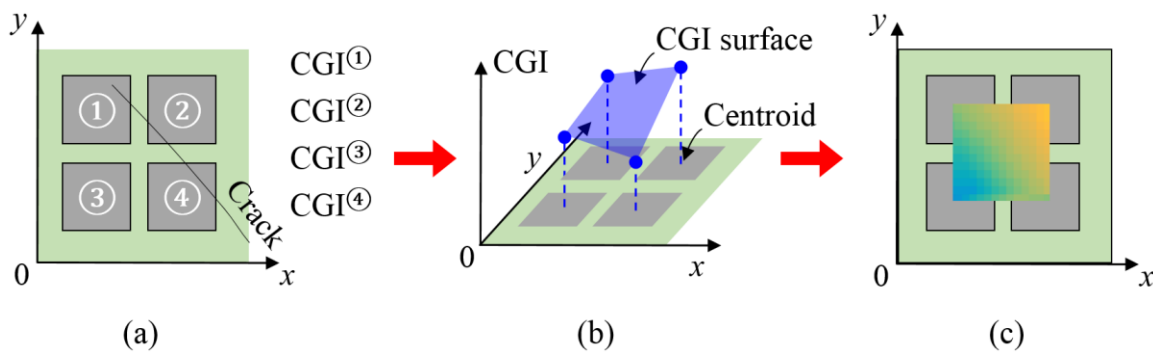 y
①
②
③
④
Crack
0
x
(a)
CGI①
CGI②
CGI③
CGI④
CGI
CGI surface
Centroid
y
0
x
(b)
y
0
x
(c)